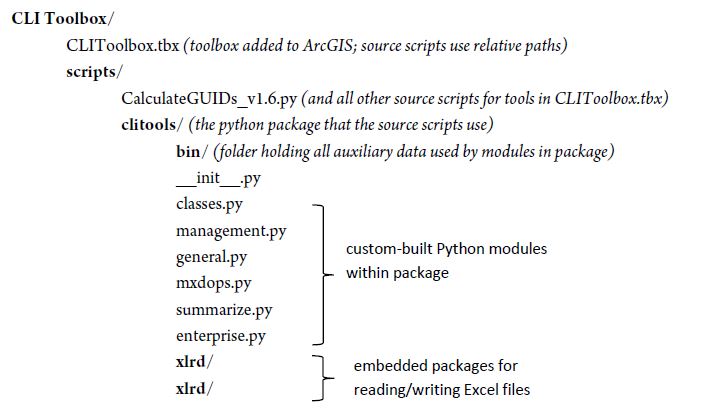 CLI Toolbox/
CLIToolbox.tbx (toolbox added to ArcGIS; source scripts use relative paths)
scripts/
CalculateGUIDs_v1.6.py (and all other source scripts for tools in CLIToolbox.tbx)
clitools/ (the python package that the source scripts use)
bin/ (folder holding all auxiliary data used by modules in package)
__init__.py
classes.py
management.py
general.py
mxdops.py
summarize.py
enterprise.py
custom-built Python modules
within package
xlrd/
xlrd/
embedded packages for
reading/writing Excel files